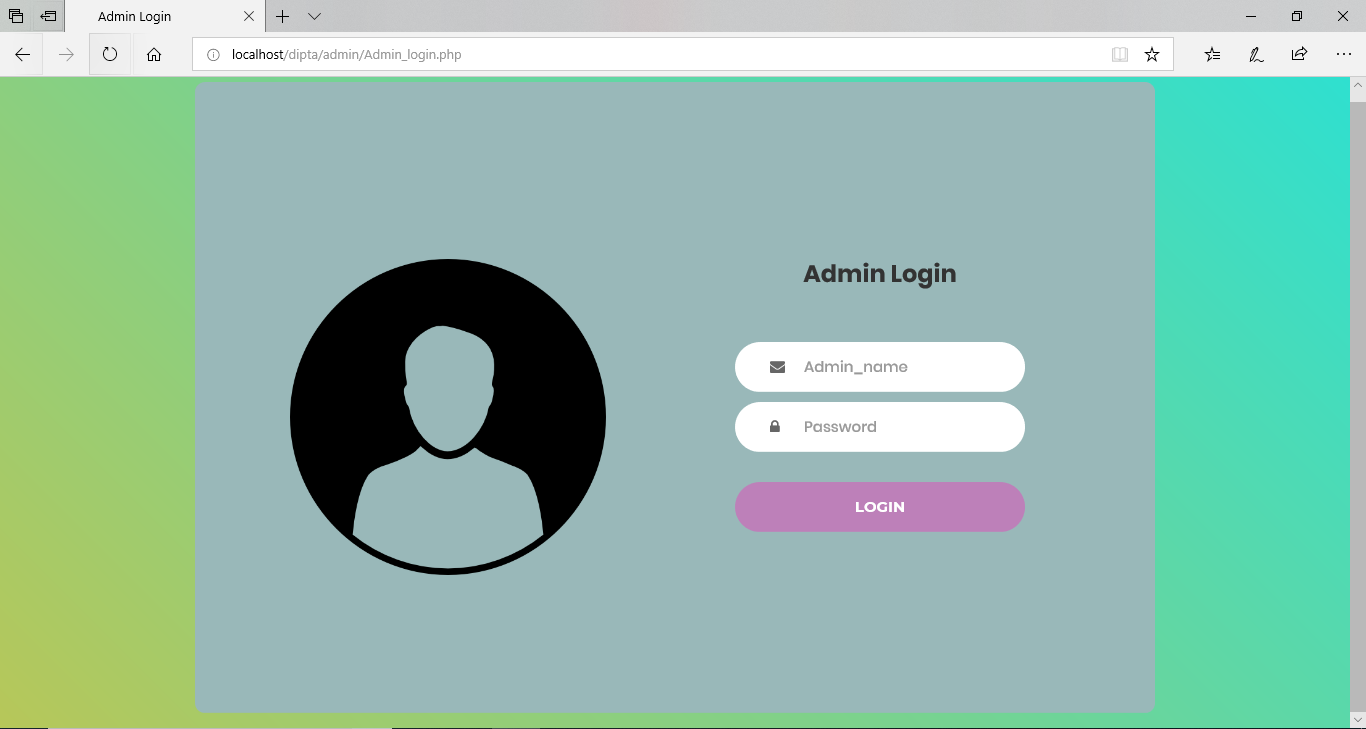 Admin Login
localhost/dipta/admin/Admin_login.php
Admin Login
Admin_name
Password
LOGIN